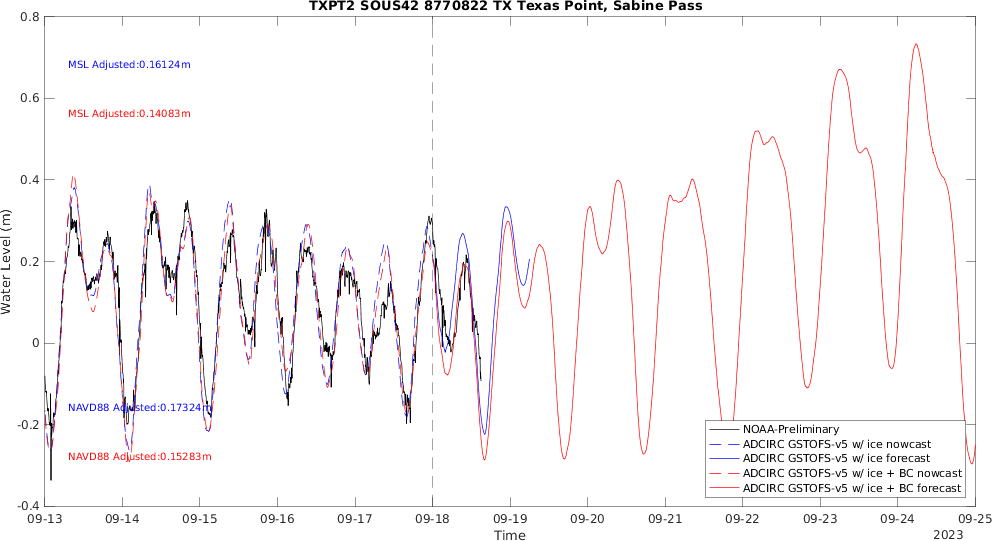 TXPT2 SOUS42 8770822 TX Texas Point, Sabine Pass
Water Level (m)
0.8
0.6
0.4
0.2
0
-0.2
-0.4
MSL Adjusted:0.16124m
MSL Adjusted:0.14083m
NAVD88 Adjusted:0.17324m
NAVD88 Adjusted:0.15283m
NOAA-Preliminary
ADCIRC GSTOFS-v5 w/ ice nowcast
ADCIRC GSTOFS-v5 w/ ice forecast
ADCIRC GSTOFS-v5 w/ ice + BC nowcast
ADCIRC GSTOFS-v5 w/ ice + BC forecast
09-13 09-14 09-15 09-16 09-17 09-18 09-19 09-20 09-21 09-22 09-23 09-24 09-25
Time
2023